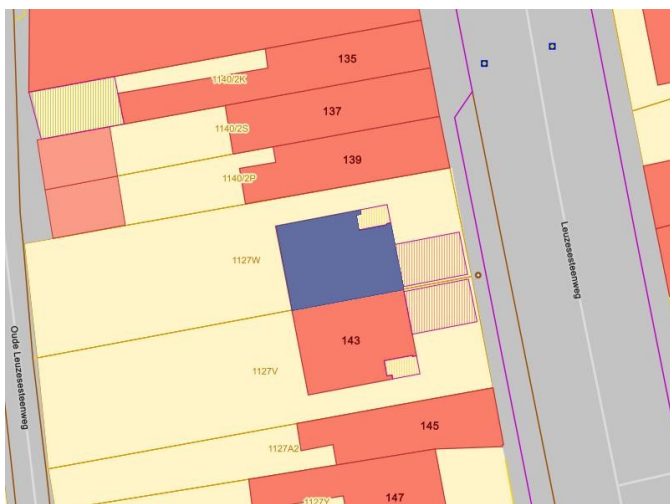 135
1140/2K
137
1140/2S
139
1140/2P
Leuzesesteenweg
1127W
143
Oude Leuzesesteenweg
1127V
145
1127A2
147
1127Y